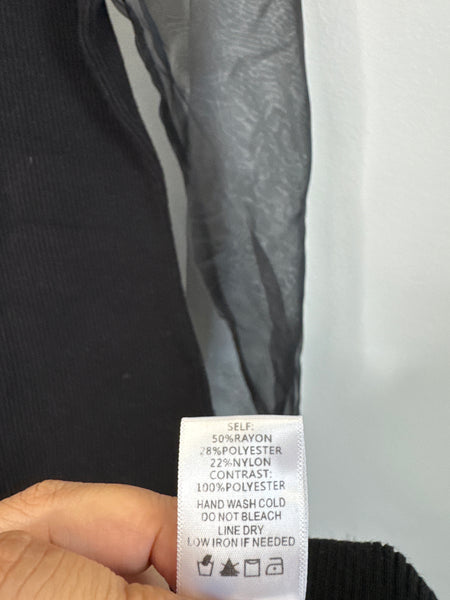 SELF:
50%RAYON
28%POLYESTER
22%NYLON
CONTRAST:
100%POLYESTER
HAND WASH COLD
DO NOT BLEACH
LINE DRY
LOW IRON IF NEEDED